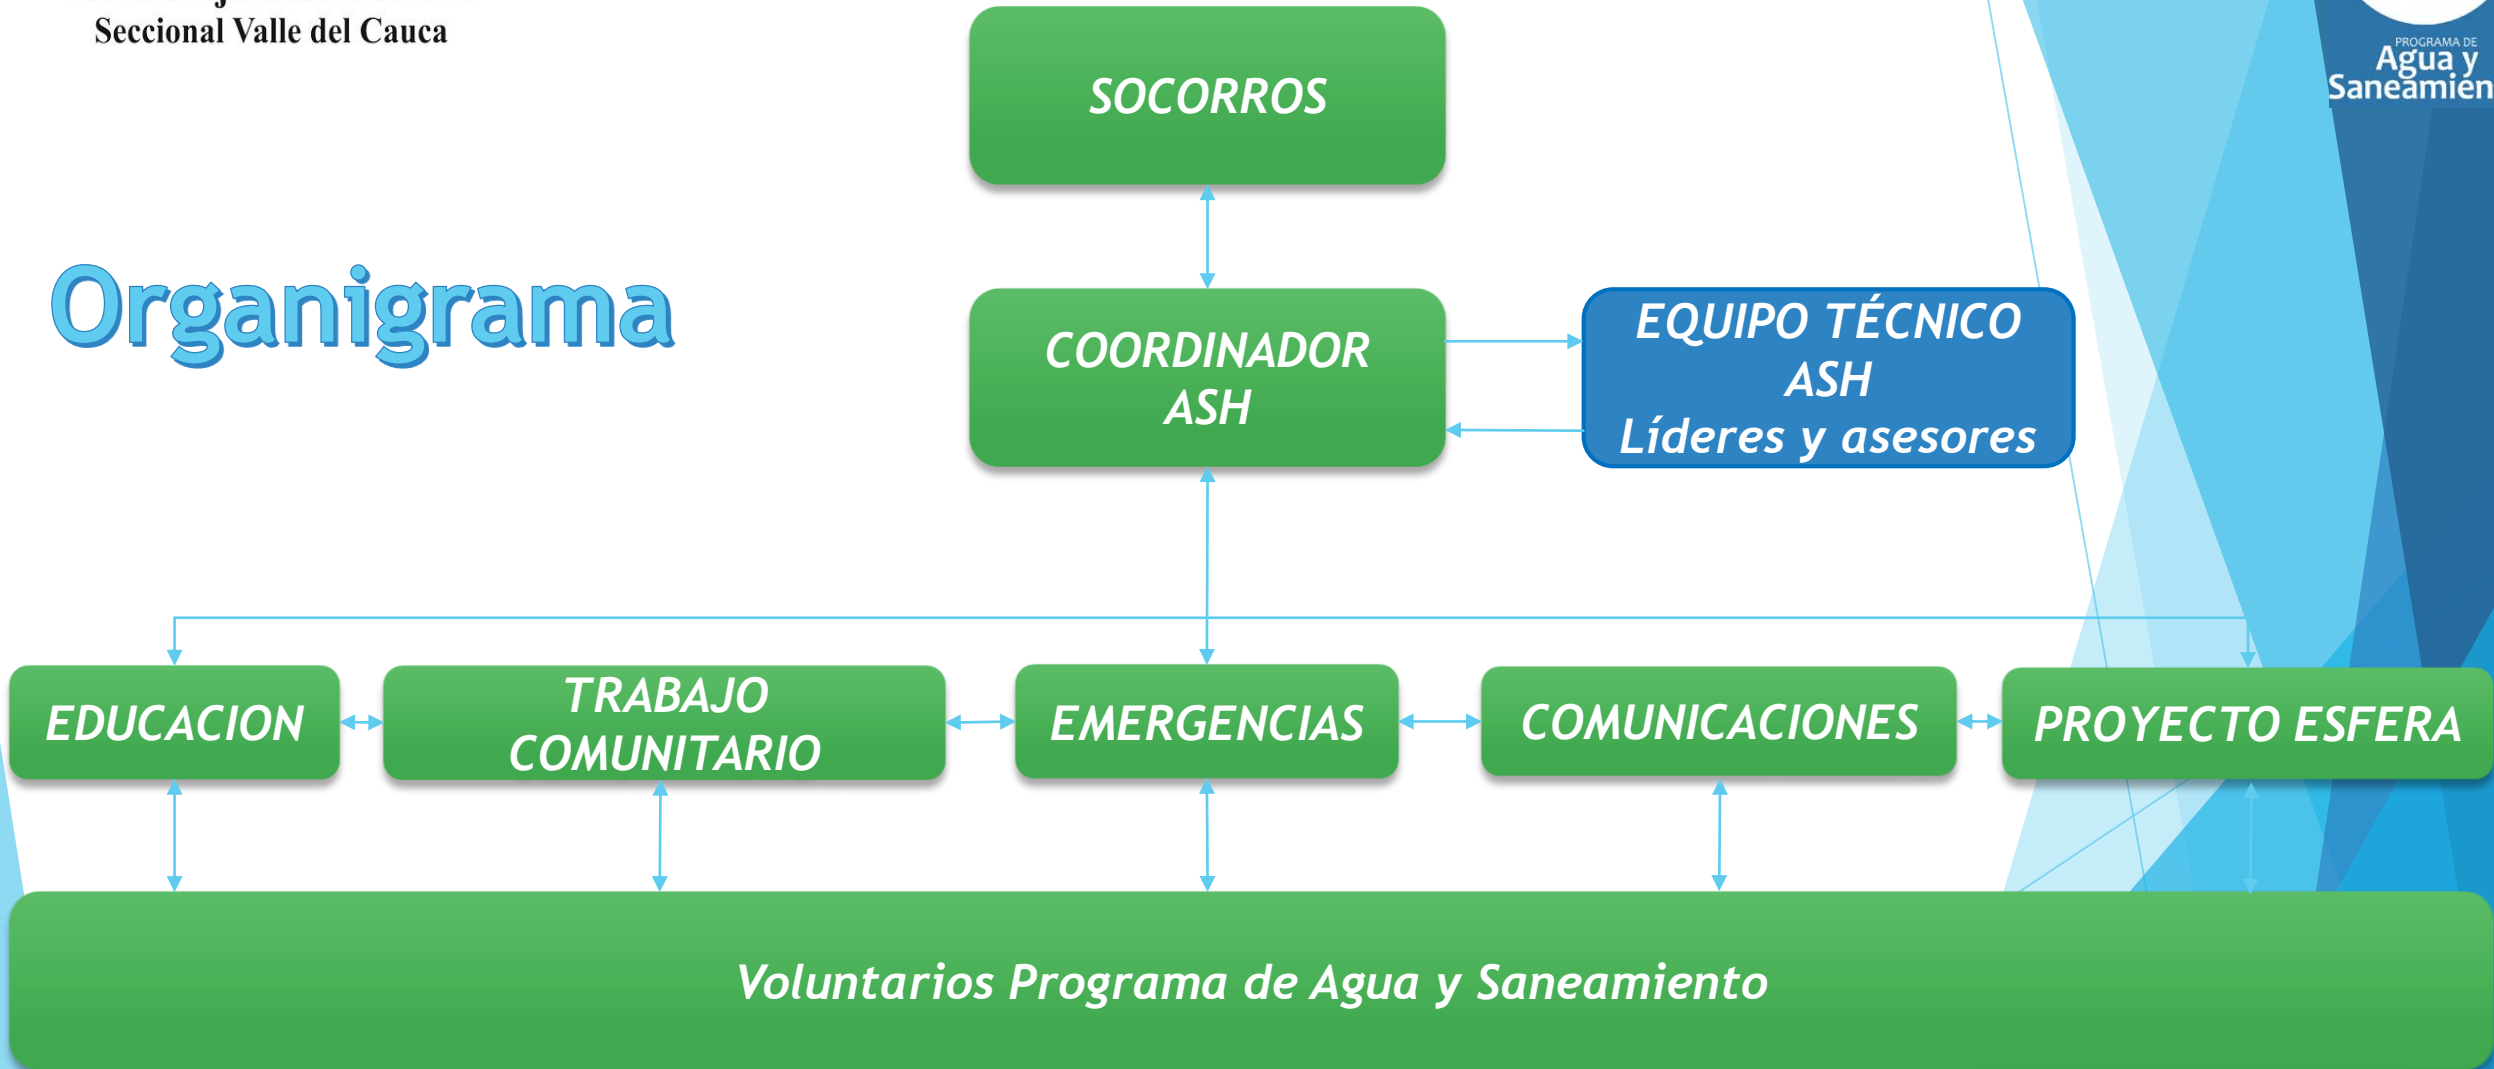 Seccional Valle del Cauca
PROGRAMA DE
Agua y
SOCORROS
Organigrama
COORDINADOR
ASH
EQUIPO TÉCNICO
ASH
Líderes y asesores
EDUCACION
TRABAJO
COMUNITARIO
EMERGENCIAS
COMUNICACIONES
PROYECTO ESFERA
Voluntarios Programa de Agua y Saneamiento